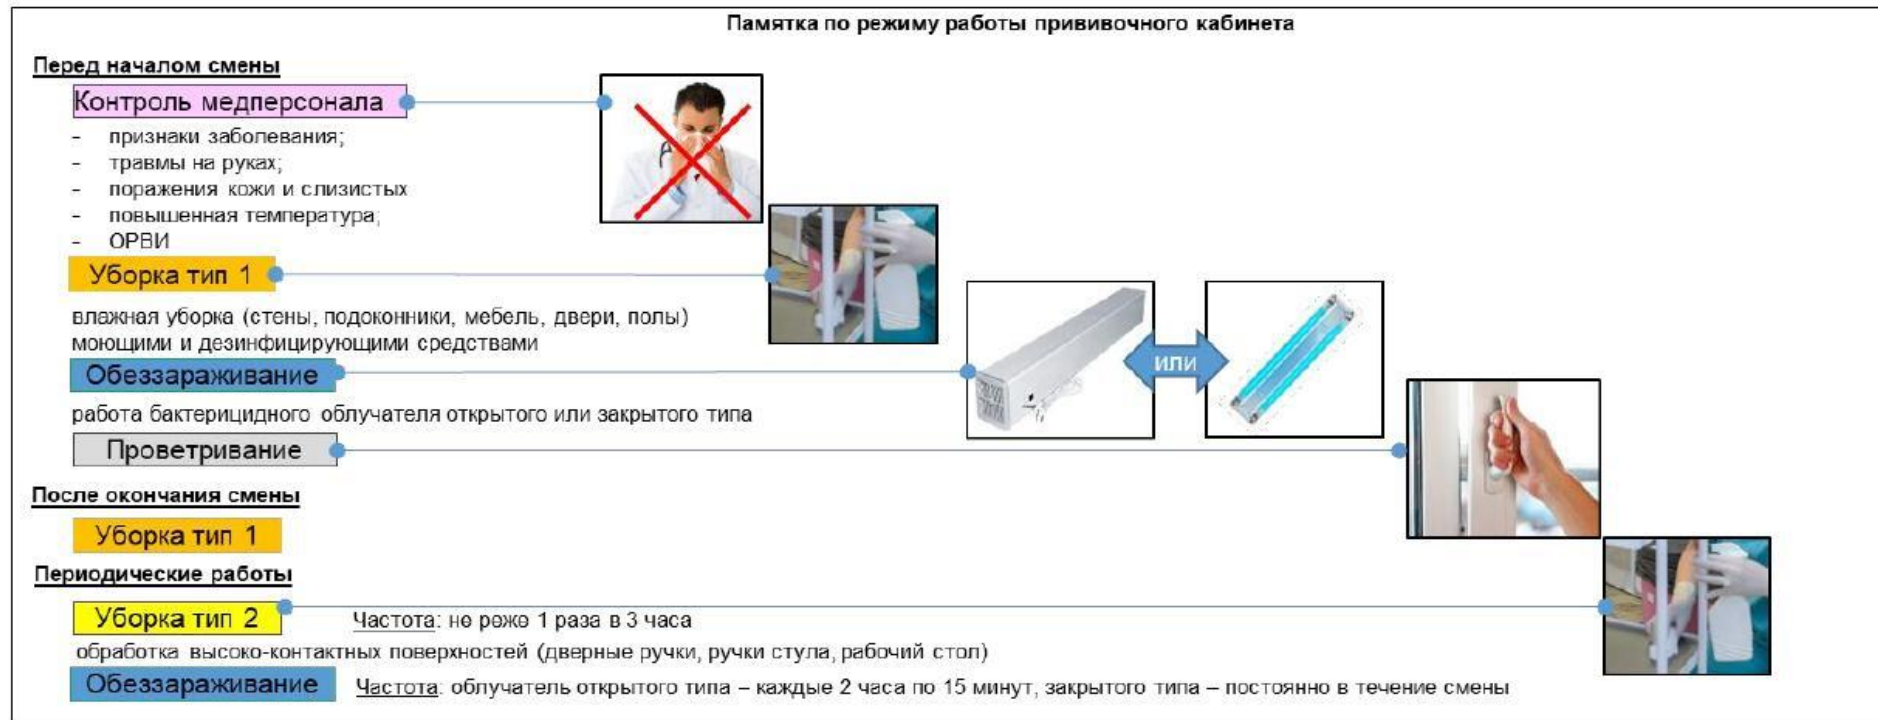 Памятка по режиму работы прививочного кабинета
Перед началом смены
Контроль медперсонала
- признаки заболевания;
- травмы на руках;
- поражения кожи и слизистых
- повышенная температура;
- ОРВИ
Уборка тип 1
влажная уборка (стены, подоконники, мебель, двери, полы)
моющими и дезинфицирующими средствами
Обеззараживание
или
работа бактерицидного облучателя открытого или закрытого типа
Проветривание
После окончания смены
Уборка тип 1
Периодические работы
Уборка тип 2 Частота: не реже 1 раза в 3 часа
обработка высоко-контактных поверхностей (дверные ручки, ручки стула, рабочий стол)
Обеззараживание Частота: облучатель открытого типа – каждые 2 часа по 15 минут, закрытого типа – постоянно в течение смены